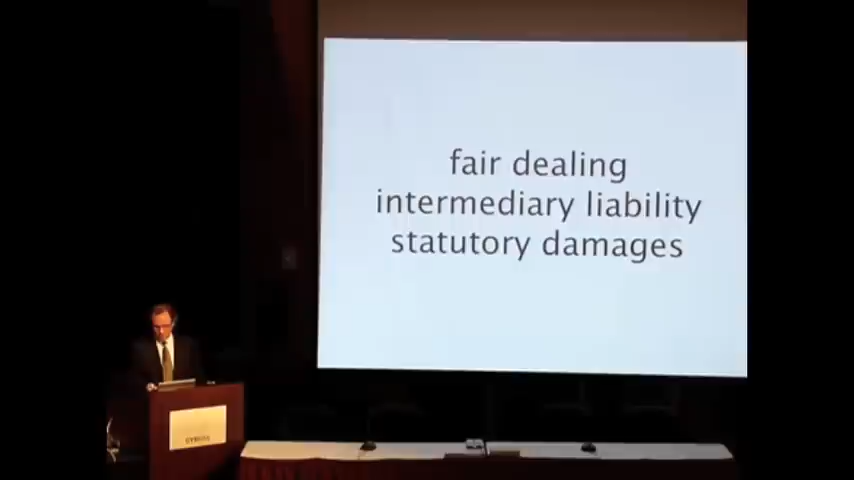 fair dealing
intermediary liability
statutory damages